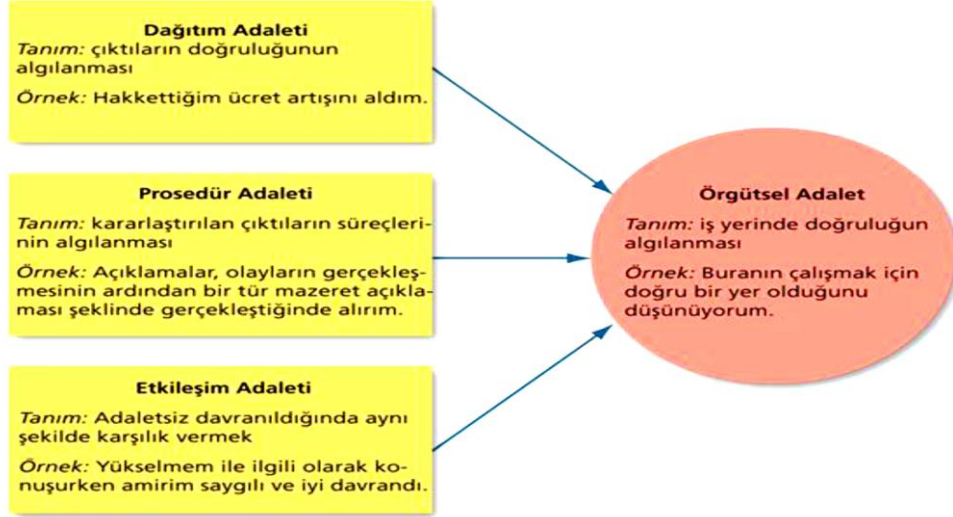 Dağıtım Adaleti
Tanım: çıktıların doğruluğunun
algılanması
Örnek: Hakkettiğim ücret artışını aldım.
Prosedür Adaleti
Tanım: kararlaştırılan çıktıların süreçleri-
nin algılanması
Örnek: Açıklamalar, olayların gerçekleş-
mesinin ardından bir tür mazeret açıkla-
ması şeklinde gerçekleştiğinde alırım.
Etkileşim Adaleti
Tanım: Adaletsiz davranıldığında aynı
şekilde karşılık vermek
Örnek: Yükselmem ile ilgili olarak ko-
nuşurken amirim saygılı ve iyi davrandı.
Örgütsel Adalet
Tanım: iş yerinde doğruluğun
algılanması
Örnek: Buranın çalışmak için
doğru bir yer olduğunu
düşünüyorum.